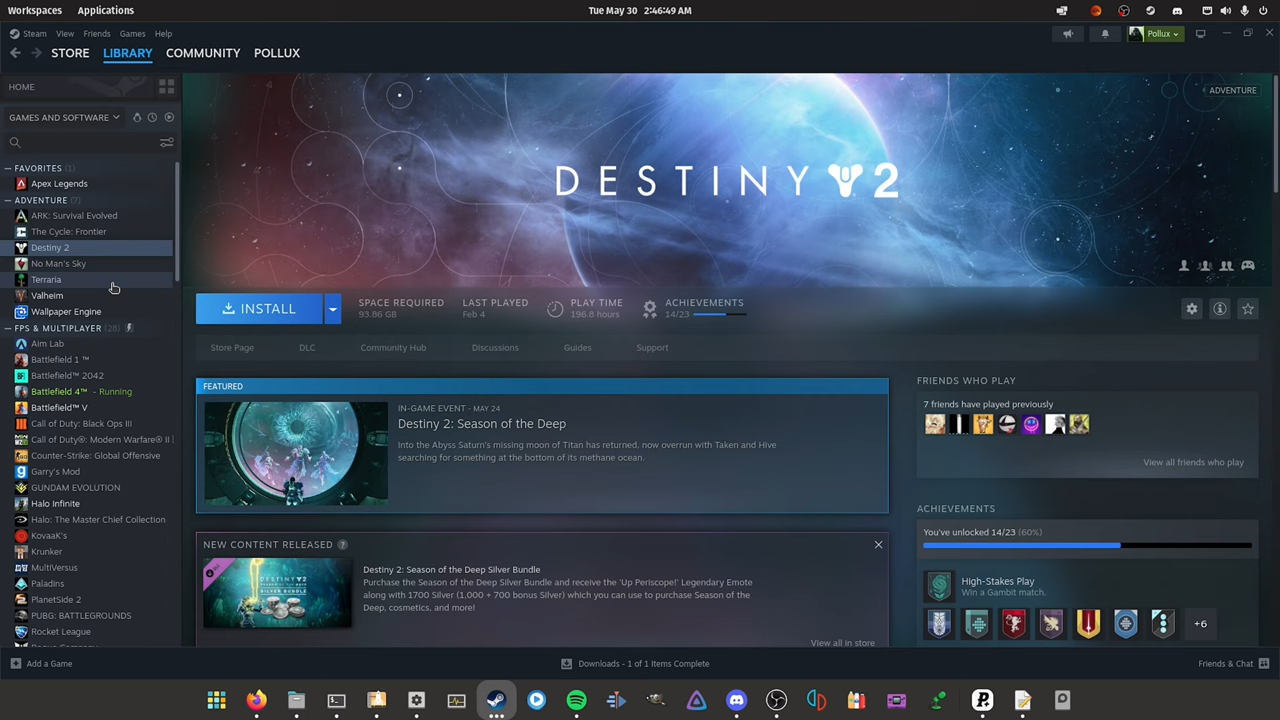 Workspaces
Applications
Tue May 30 2:46:49 AM
Steam
View
Friends
Games
Help
Pollux
STORE
LIBRARY
COMMUNITY
POLLUX
HOME
GAMES AND SOFTWARE
FAVORITES (1)
Apex Legends
ADVENTURE (7)
ARK: Survival Evolved
The Cycle: Frontier
Destiny 2
No Man's Sky
Terraria
Valheim
Wallpaper Engine
FPS & MULTIPLAYER (28)
Aim Lab
Battlefield 1 ™
Battlefield™ 2042
Battlefield 4™ - Running
Battlefield™ V
Call of Duty: Black Ops III
Call of Duty®: Modern Warfare® II |
Counter-Strike: Global Offensive
Garry's Mod
GUNDAM EVOLUTION
Halo Infinite
Halo: The Master Chief Collection
KovaaK's
Krunker
MultiVersus
Paladins
PlanetSide 2
PUBG: BATTLEGROUNDS
Rocket League
ADVENTURE
DESTINY 2
INSTALL
SPACE REQUIRED
93.86 GB
LAST PLAYED
Feb 4
PLAY TIME
196.8 hours
ACHIEVEMENTS
14/23
Store Page
DLC
Community Hub
Discussions
Guides
Support
FEATURED
IN-GAME EVENT - MAY 24
Destiny 2: Season of the Deep
Into the Abyss Saturn's missing moon of Titan has returned, now overrun with Taken and Hive
searching for something at the bottom of its methane ocean.
NEW CONTENT RELEASED ?
Destiny 2: Season of the Deep Silver Bundle
Purchase the Season of the Deep Silver Bundle and receive the 'Up Periscope!' Legendary Emote
along with 1700 Silver (1,000 + 700 bonus Silver) which you can use to purchase Season of the
Deep, cosmetics, and more!
View all in store
FRIENDS WHO PLAY
7 friends have played previously
View all friends who play
ACHIEVEMENTS
You've unlocked 14/23 (60%)
High-Stakes Play
Win a Gambit match.
+6
Add a Game
Downloads - 1 of 1 Items Complete
Friends & Chat